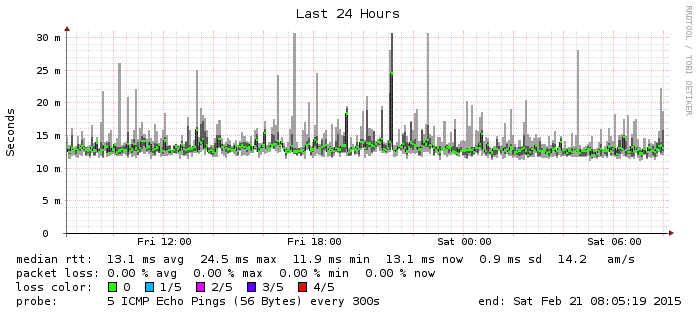 Last 24 Hours
RRDTOOL / TOBI OETIKER
Seconds
30 m
25 m
20 m
15 m
10 m
5 m
0
Fri 12:00 Fri 18:00 Sat 00:00 Sat 06:00
median rtt: 13.1 ms avg 24.5 ms max 11.9 ms min 13.1 ms now 0.9 ms sd 14.2 am/s
packet loss: 0.00 % avg 0.00 % max 0.00 % min 0.00 % now
loss color: 0 1/5 2/5 3/5 4/5
probe: 5 ICMP Echo Pings (56 Bytes) every 300s end: Sat Feb 21 08:05:19 2015